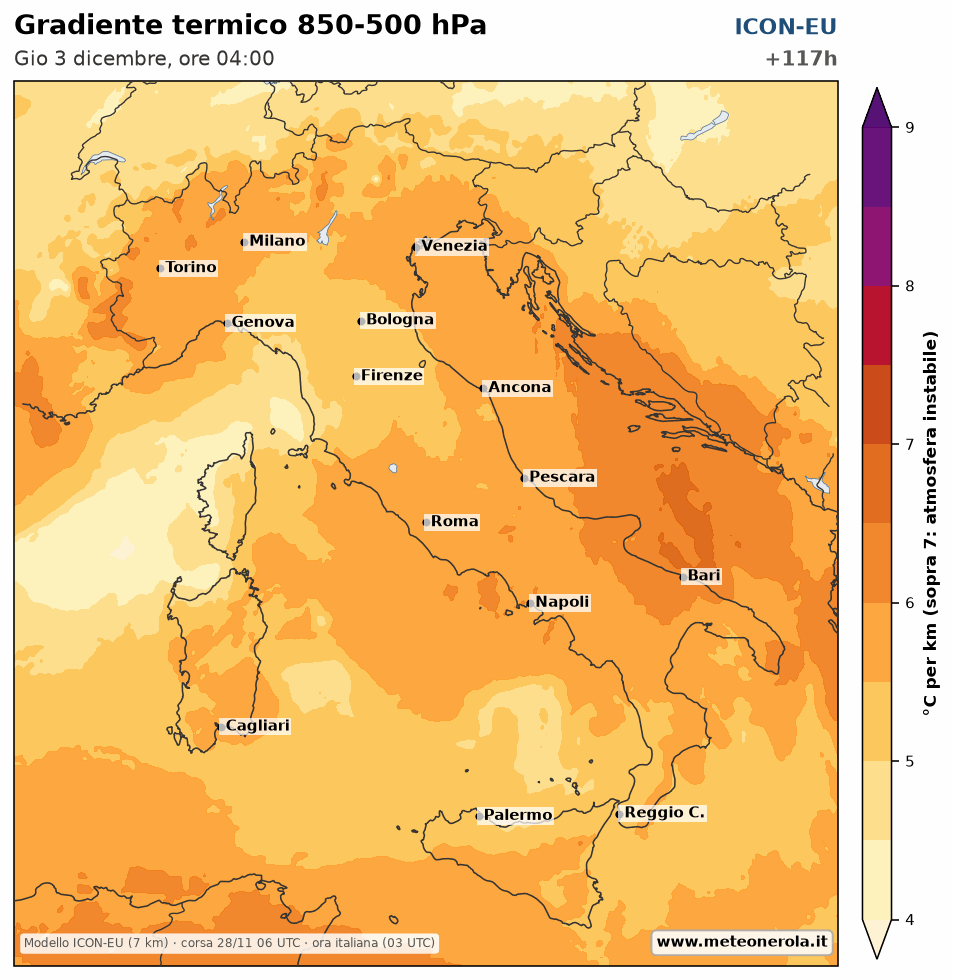 Gradiente termico 850-500 hPa
ICON-EU
Gio 3 dicembre, ore 04:00
+117h
Milano
Venezia
Torino
Genova
Bologna
Firenze
Ancona
Pescara
Roma
Bari
Napoli
Cagliari
Palermo
Reggio C.
9
8
7
6
5
4
°C per km (sopra 7: atmosfera instabile)
Modello ICON-EU (7 km) · corsa 28/11 06 UTC · ora italiana (03 UTC)
www.meteonerola.it